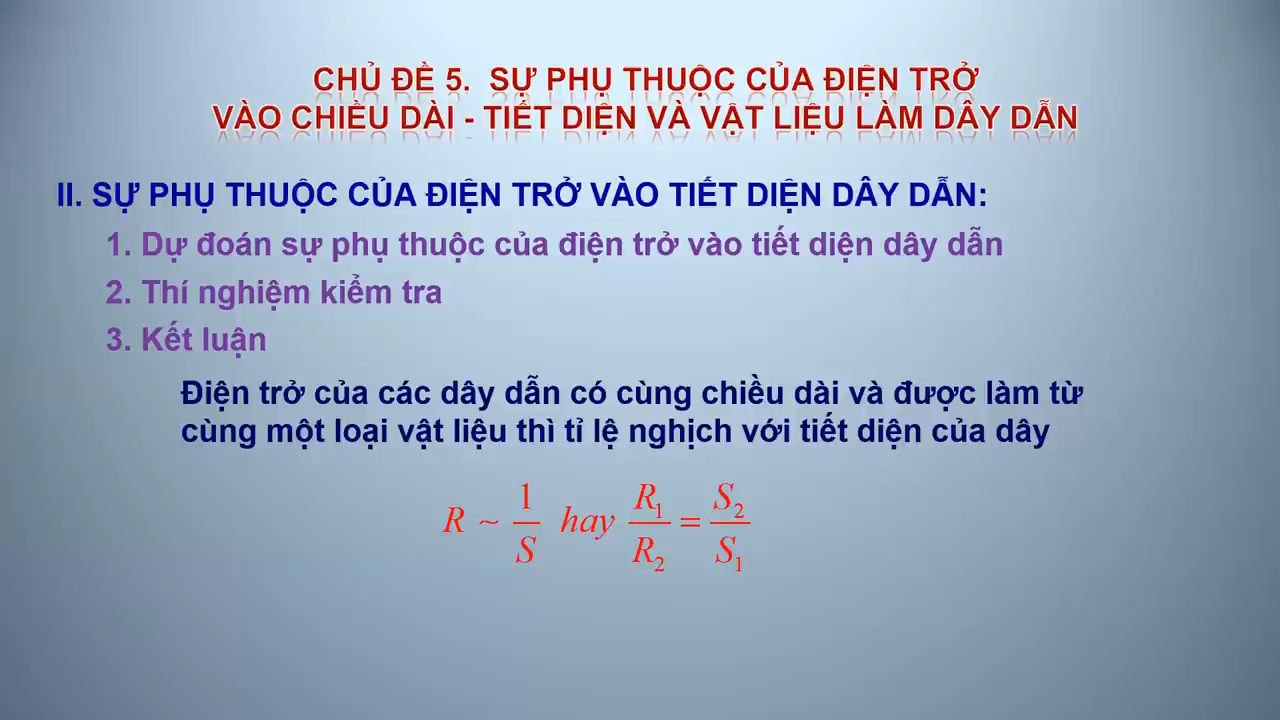 CHỦ ĐỀ 5. SỰ PHỤ THUỘC CỦA ĐIỆN TRỞ
VÀO CHIỀU DÀI - TIẾT DIỆN VÀ VẬT LIỆU LÀM DÂY DẪN
II. SỰ PHỤ THUỘC CỦA ĐIỆN TRỞ VÀO TIẾT DIỆN DÂY DẪN:
1. Dự đoán sự phụ thuộc của điện trở vào tiết diện dây dẫn
2. Thí nghiệm kiểm tra
3. Kết luận
Điện trở của các dây dẫn có cùng chiều dài và được làm từ
cùng một loại vật liệu thì tỉ lệ nghịch với tiết diện của dây
R ~ 1/S hay R₁/R₂ = S₂/S₁